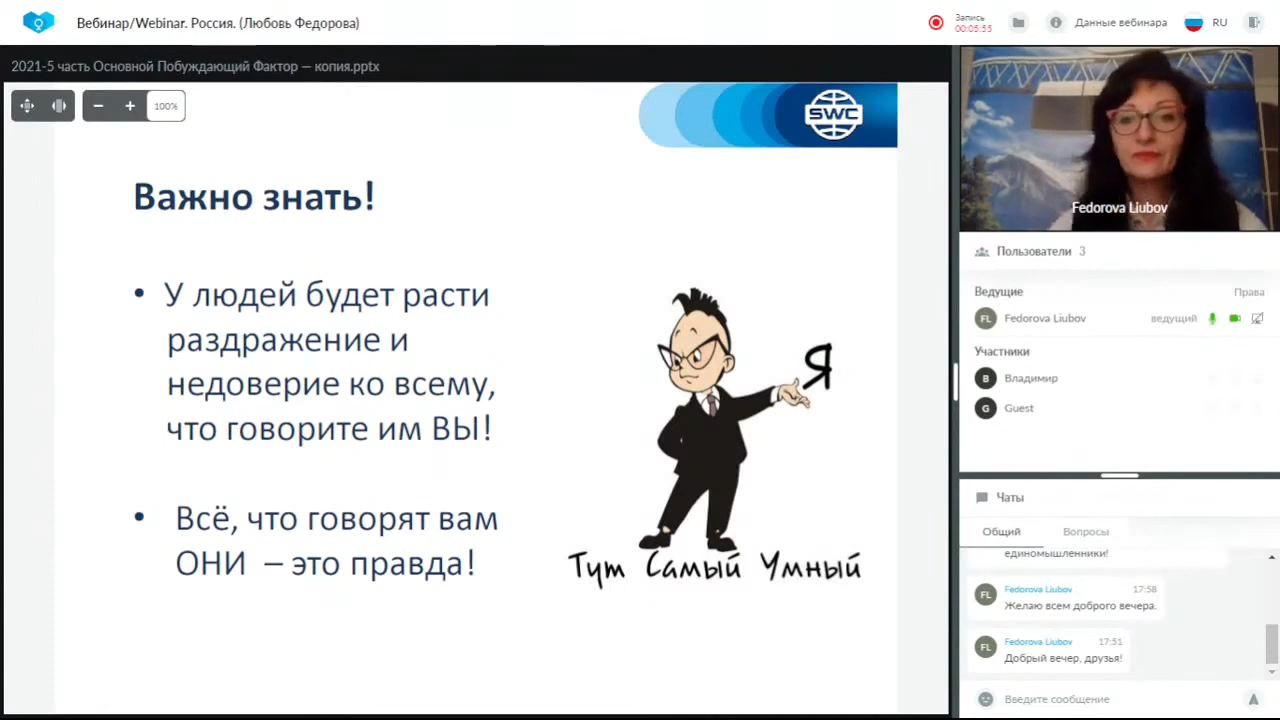 Вебинар/Webinar. Россия. (Любовь Федорова)
Запись
00:05:55
Данные вебинара
RU
2021-5 часть Основной Побуждающий Фактор — копия.pptx
100%
SWC
Важно знать!
• У людей будет расти
раздражение и
недоверие ко всему,
что говорите им ВЫ!
• Всё, что говорят вам
ОНИ – это правда!
Я
Тут Самый Умный
Fedorova Liubov
Пользователи 3
Ведущие
Права
FL Fedorova Liubov ведущий
Участники
В Владимир
G Guest
Чаты
Общий Вопросы
единомышленники!
FL Fedorova Liubov 17:58
Желаю всем доброго вечера.
FL Fedorova Liubov 17:51
Добрый вечер, друзья!
Введите сообщение